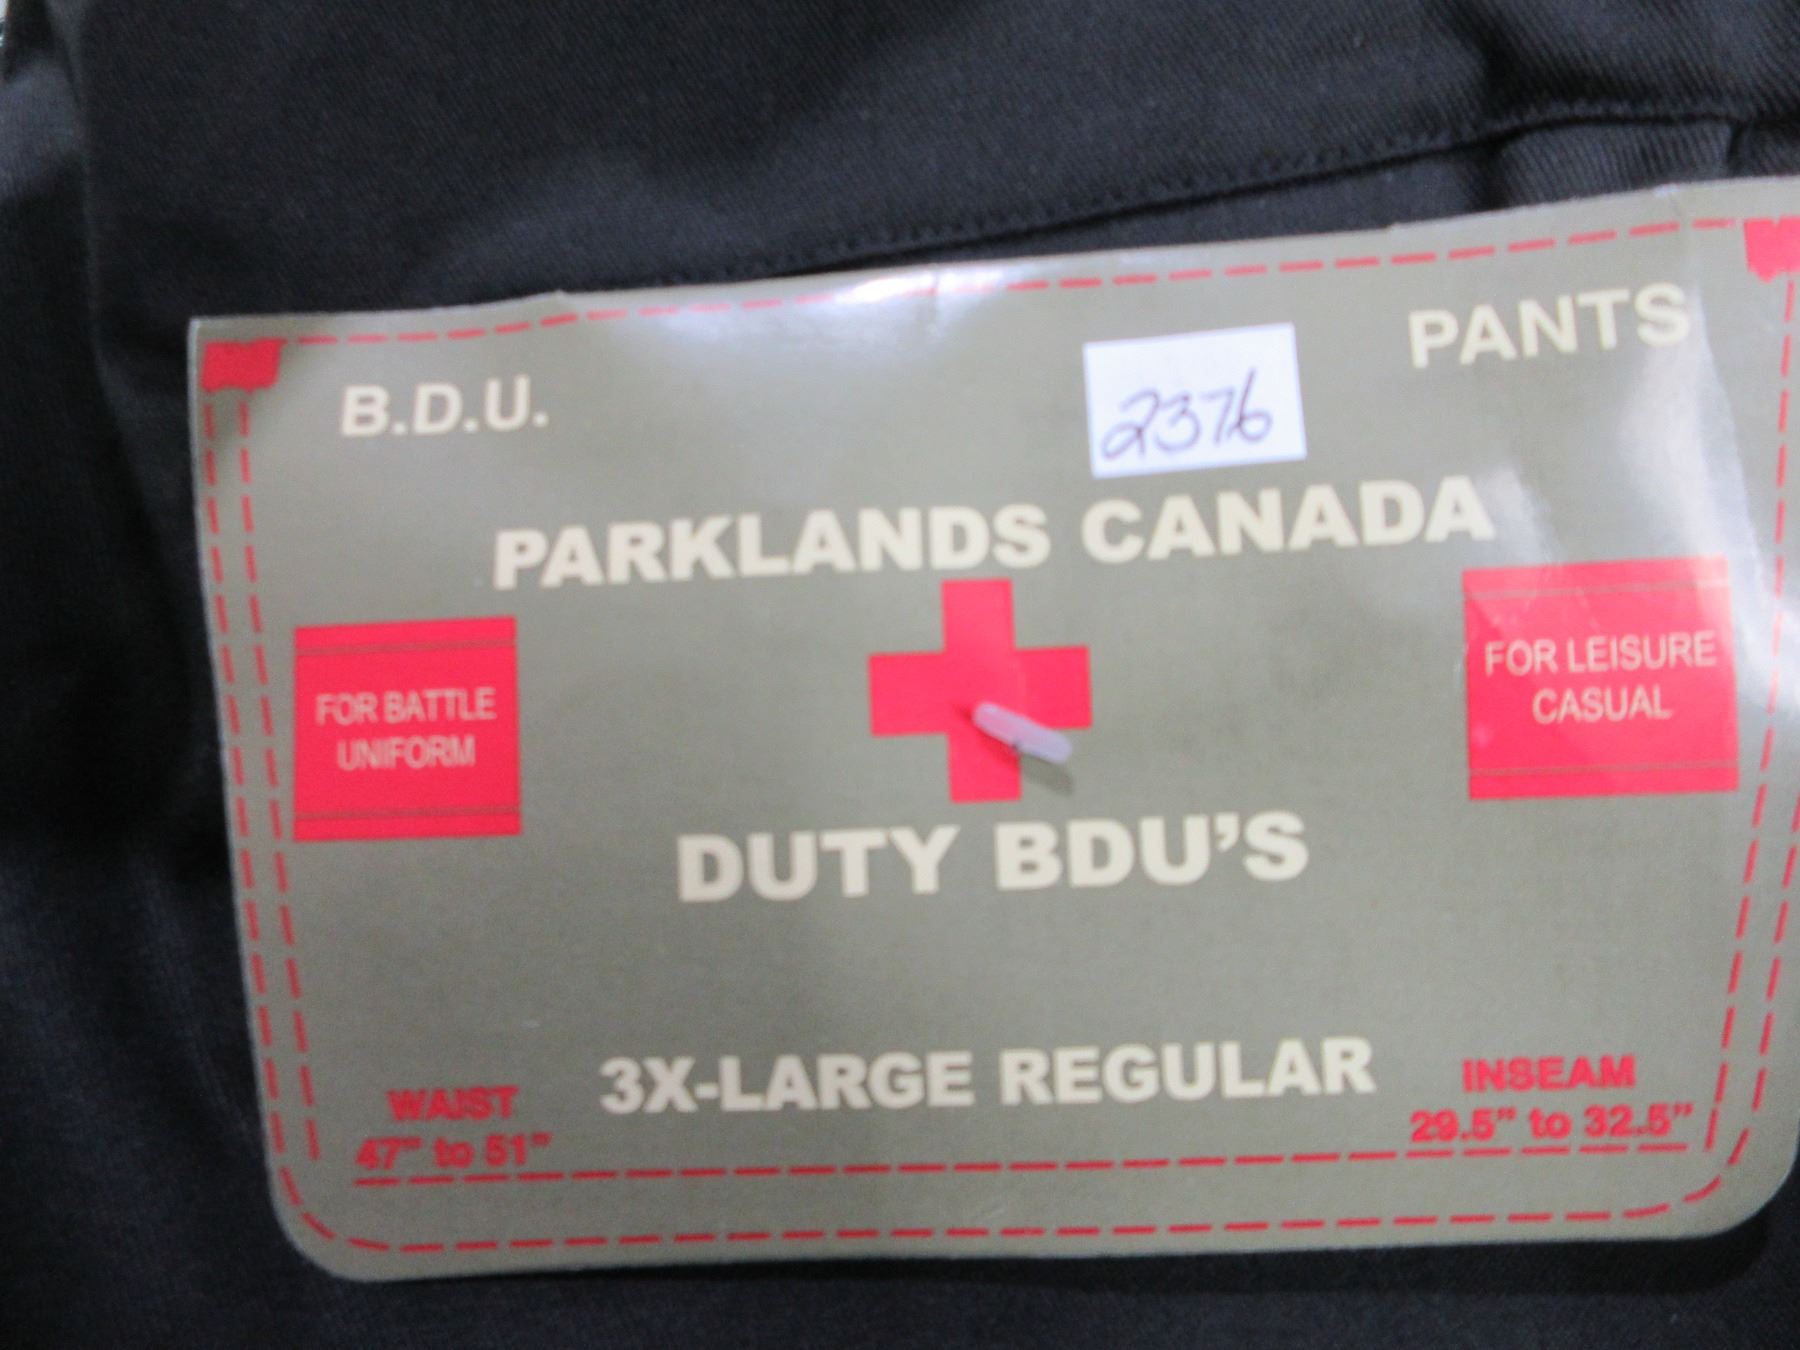 PANTS
B.D.U.
2376
PARKLANDS CANADA
FOR BATTLE
UNIFORM
FOR LEISURE
CASUAL
DUTY BDU'S
3X-LARGE REGULAR
WAIST
47" to 51"
INSEAM
29.5" to 32.5"